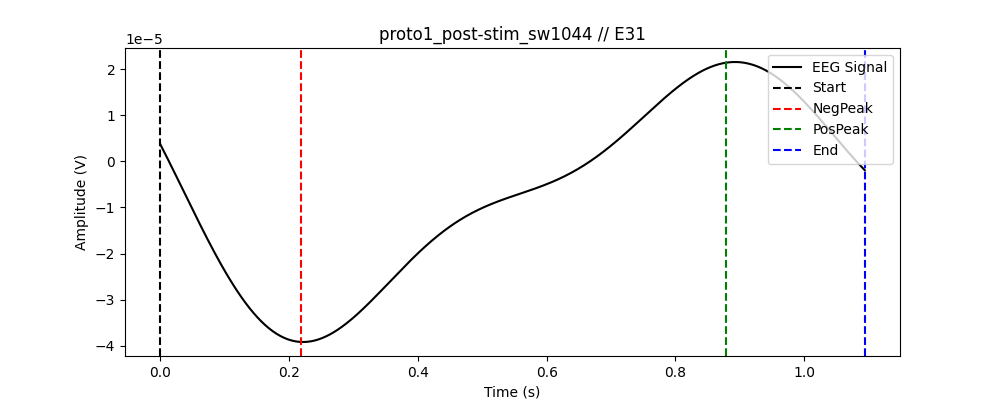 proto1_post-stim_sw1044 // E31
1e−5
2
1
0
−1
−2
−3
−4
Amplitude (V)
EEG Signal
Start
NegPeak
PosPeak
End
0.0 0.2 0.4 0.6 0.8 1.0
Time (s)